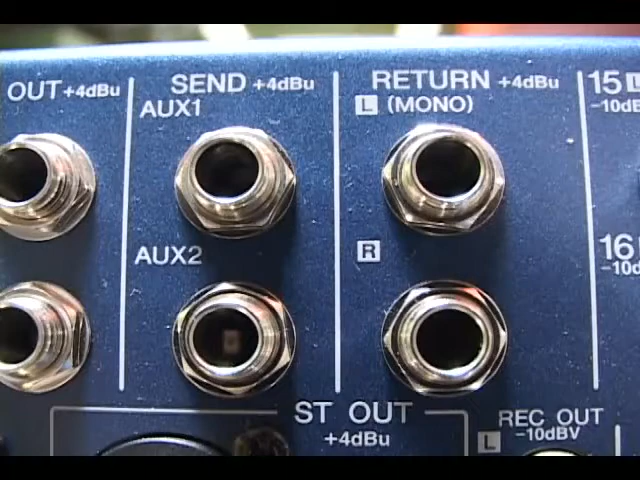 OUT +4dBu
SEND +4dBu
RETURN +4dBu
15 L
AUX1
L (MONO)
-10dB
AUX2
R
16
-10d
ST OUT
+4dBu
REC OUT
L -10dBV